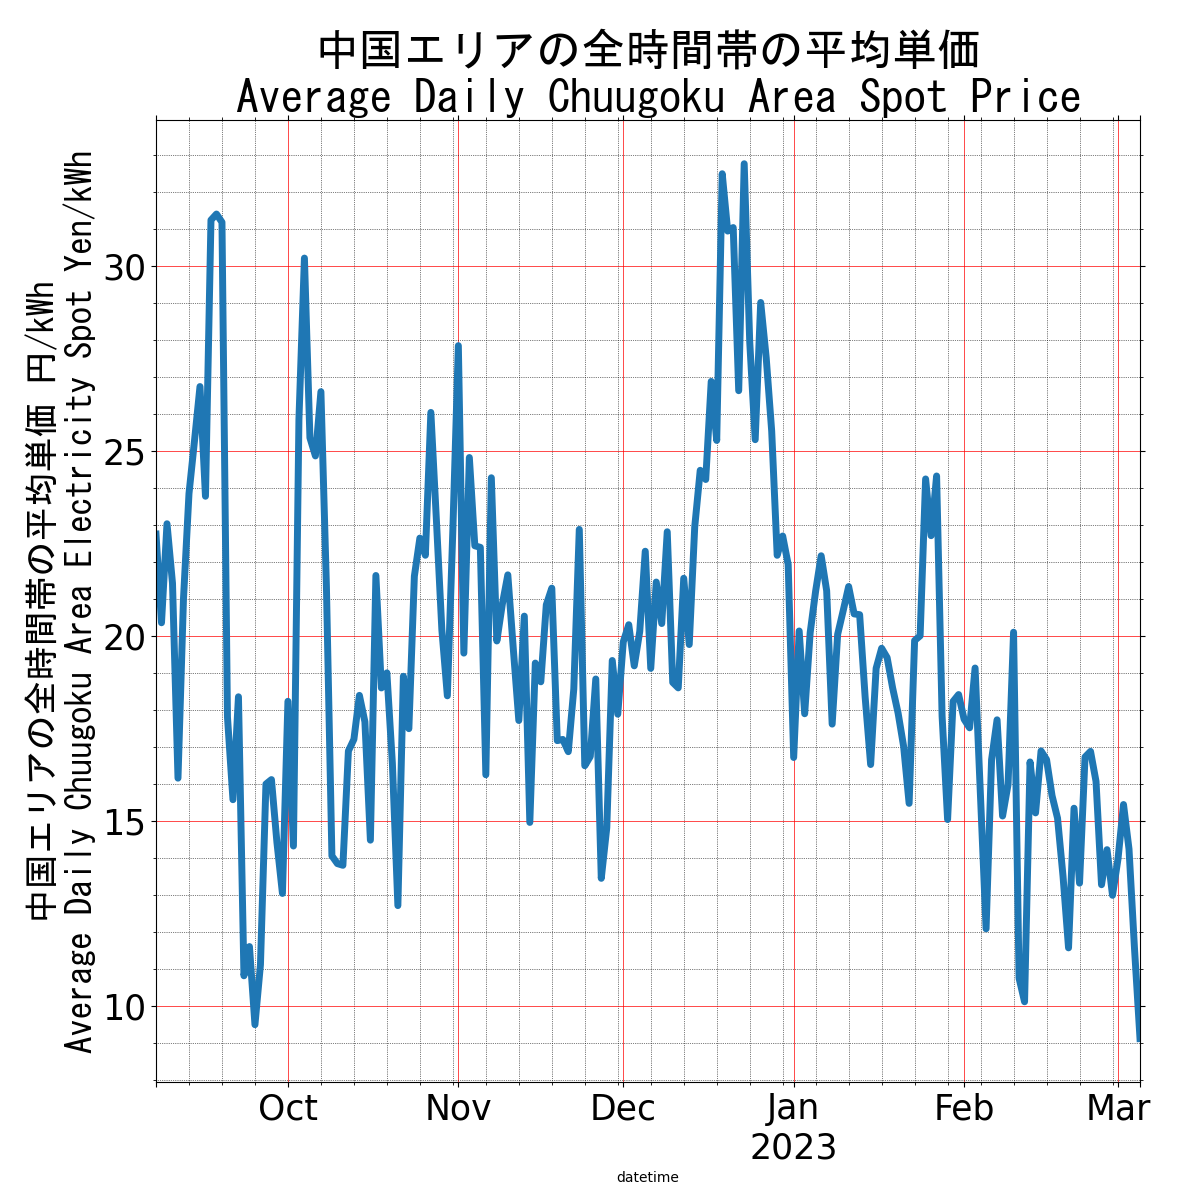 中国エリアの全時間帯の平均単価
Average Daily Chuugoku Area Spot Price
中国エリアの全時間帯の平均単価 円/kWh
Average Daily Chuugoku Area Electricity Spot Yen/kWh
30
25
20
15
10
Oct
Nov
Dec
Jan
2023
Feb
Mar
datetime